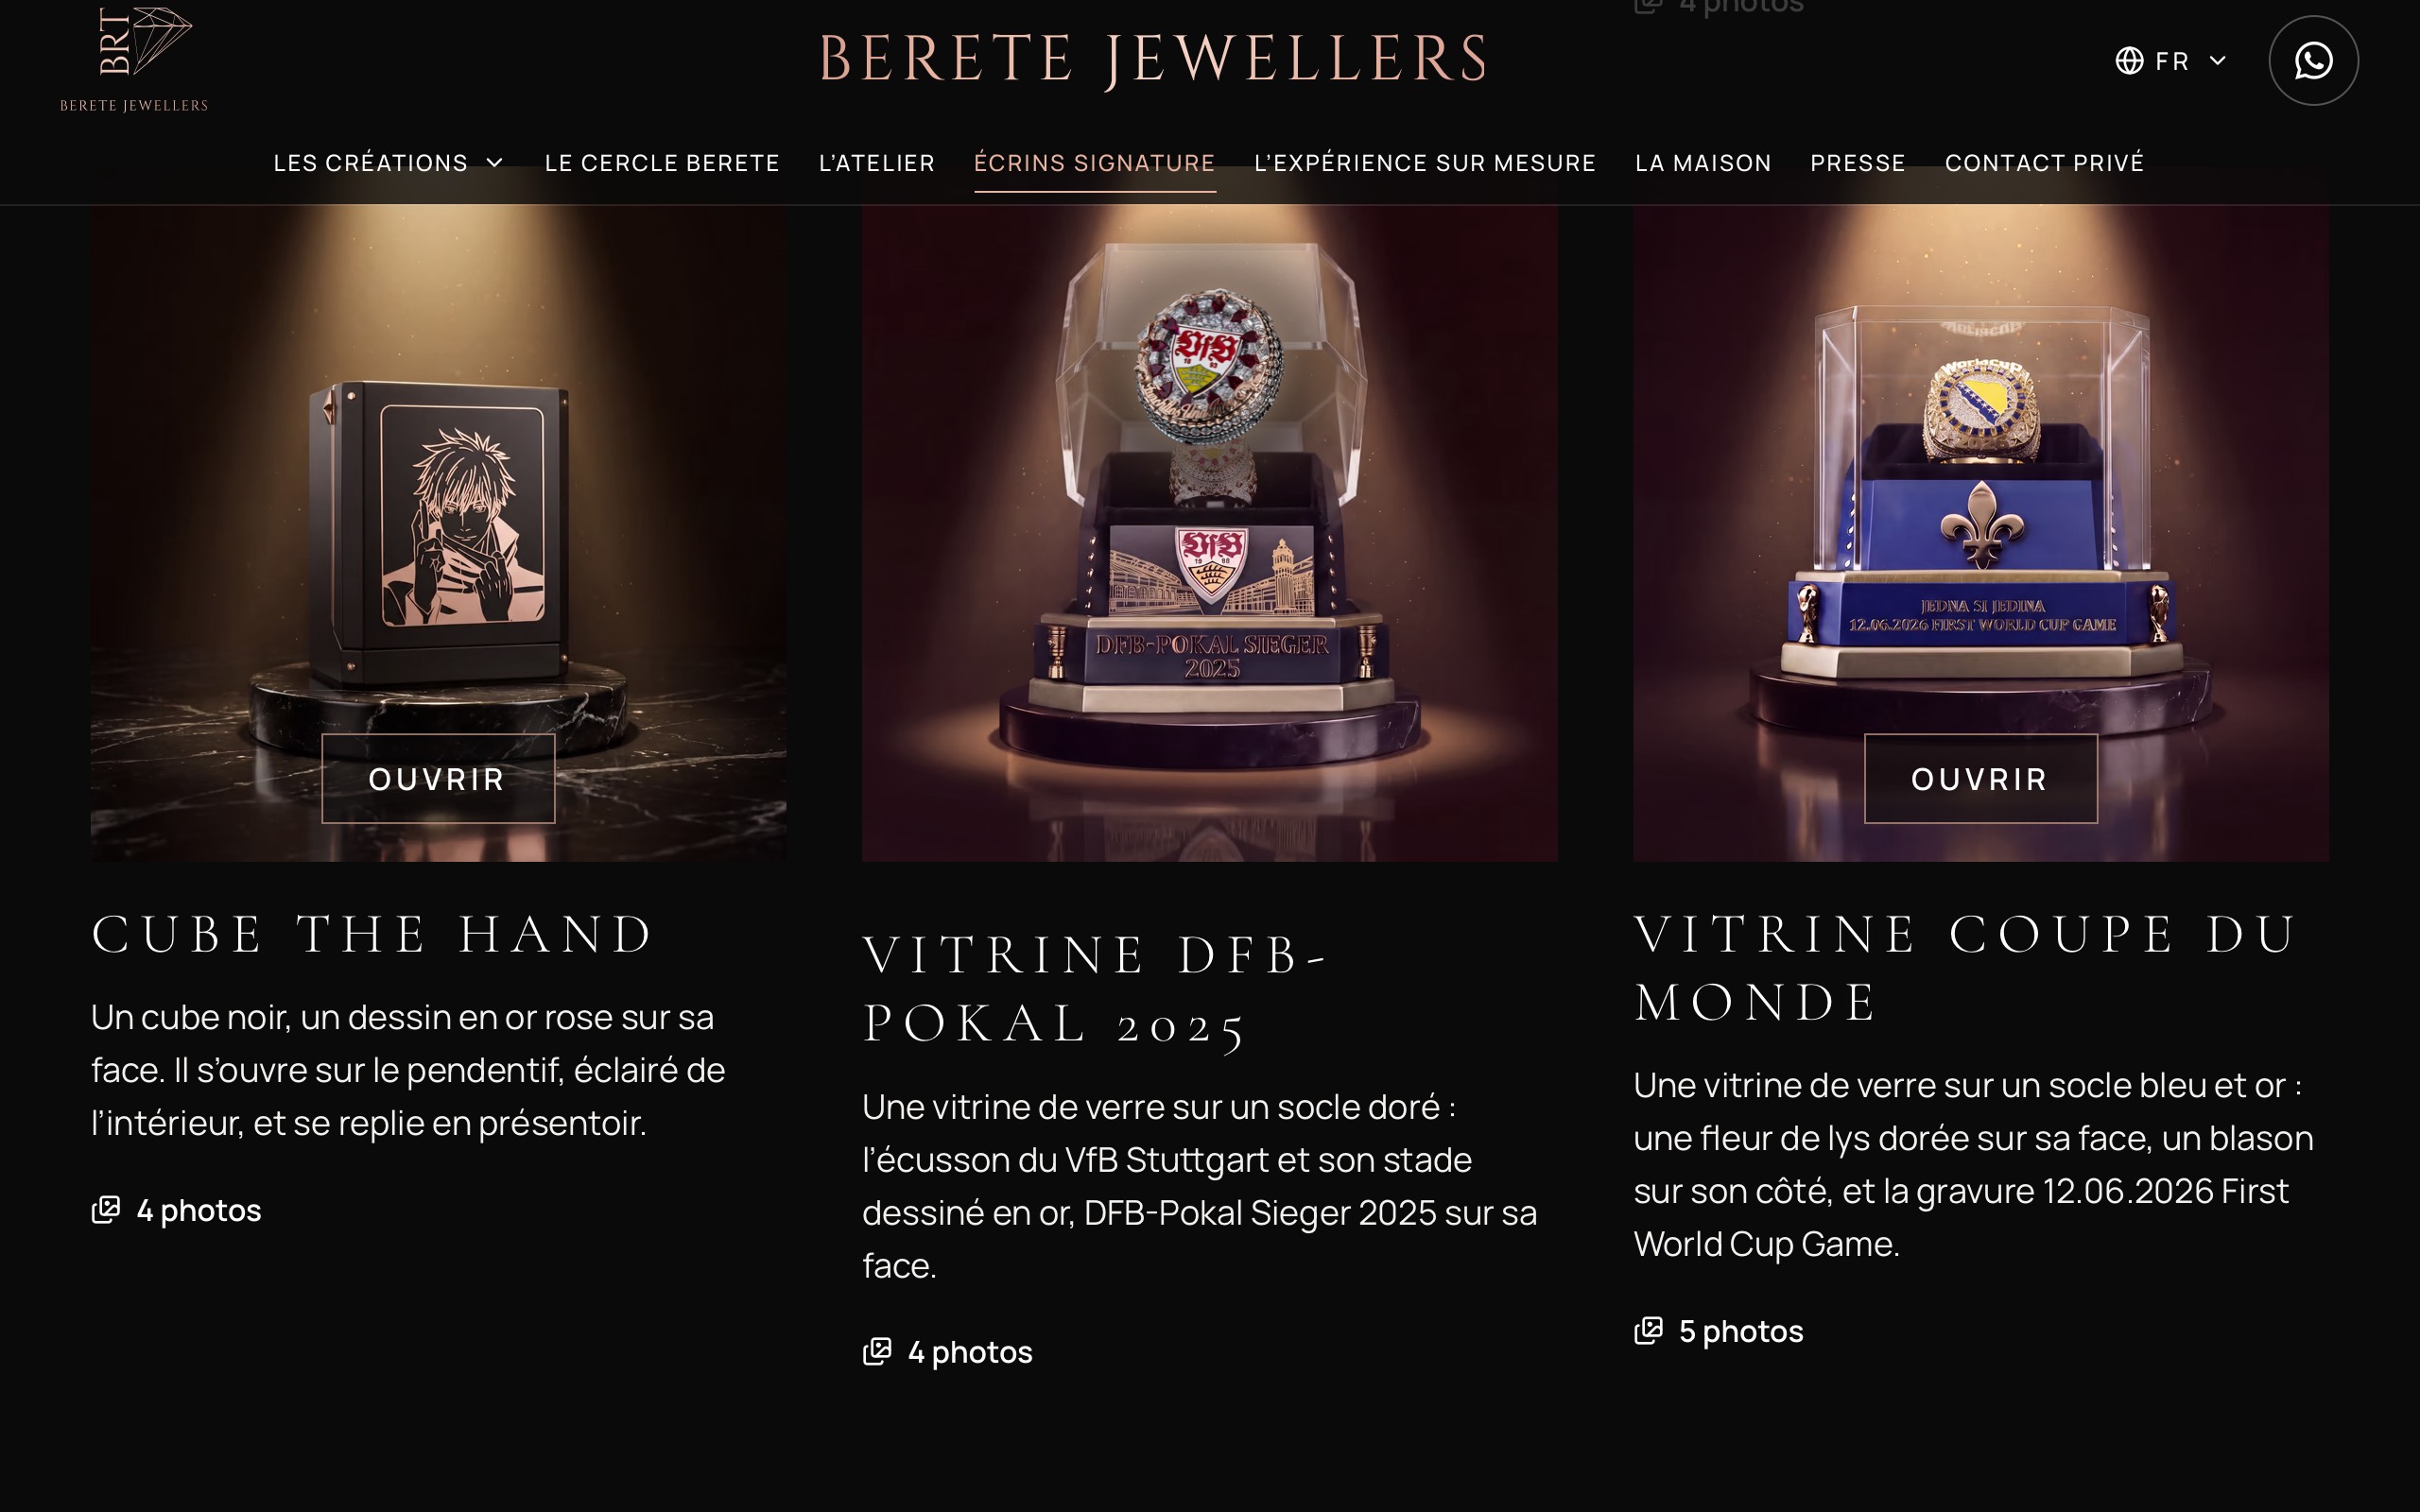 4 photos
BRT
BERETE JEWELLERS
BERETE JEWELLERS
FR
LES CRÉATIONS
LE CERCLE BERETE
L’ATELIER
ÉCRINS SIGNATURE
L’EXPÉRIENCE SUR MESURE
LA MAISON
PRESSE
CONTACT PRIVÉ
OUVRIR
CUBE THE HAND
Un cube noir, un dessin en or rose sur sa
face. Il s’ouvre sur le pendentif, éclairé de
l’intérieur, et se replie en présentoir.
4 photos
VfB
VfB
DFB-POKAL SIEGER
2025
VITRINE DFB-
POKAL 2025
Une vitrine de verre sur un socle doré :
l’écusson du VfB Stuttgart et son stade
dessiné en or, DFB-Pokal Sieger 2025 sur sa
face.
4 photos
WorldCup
JEDNA SI JEDINA
12.06.2026 FIRST WORLD CUP GAME
OUVRIR
VITRINE COUPE DU
MONDE
Une vitrine de verre sur un socle bleu et or :
une fleur de lys dorée sur sa face, un blason
sur son côté, et la gravure 12.06.2026 First
World Cup Game.
5 photos